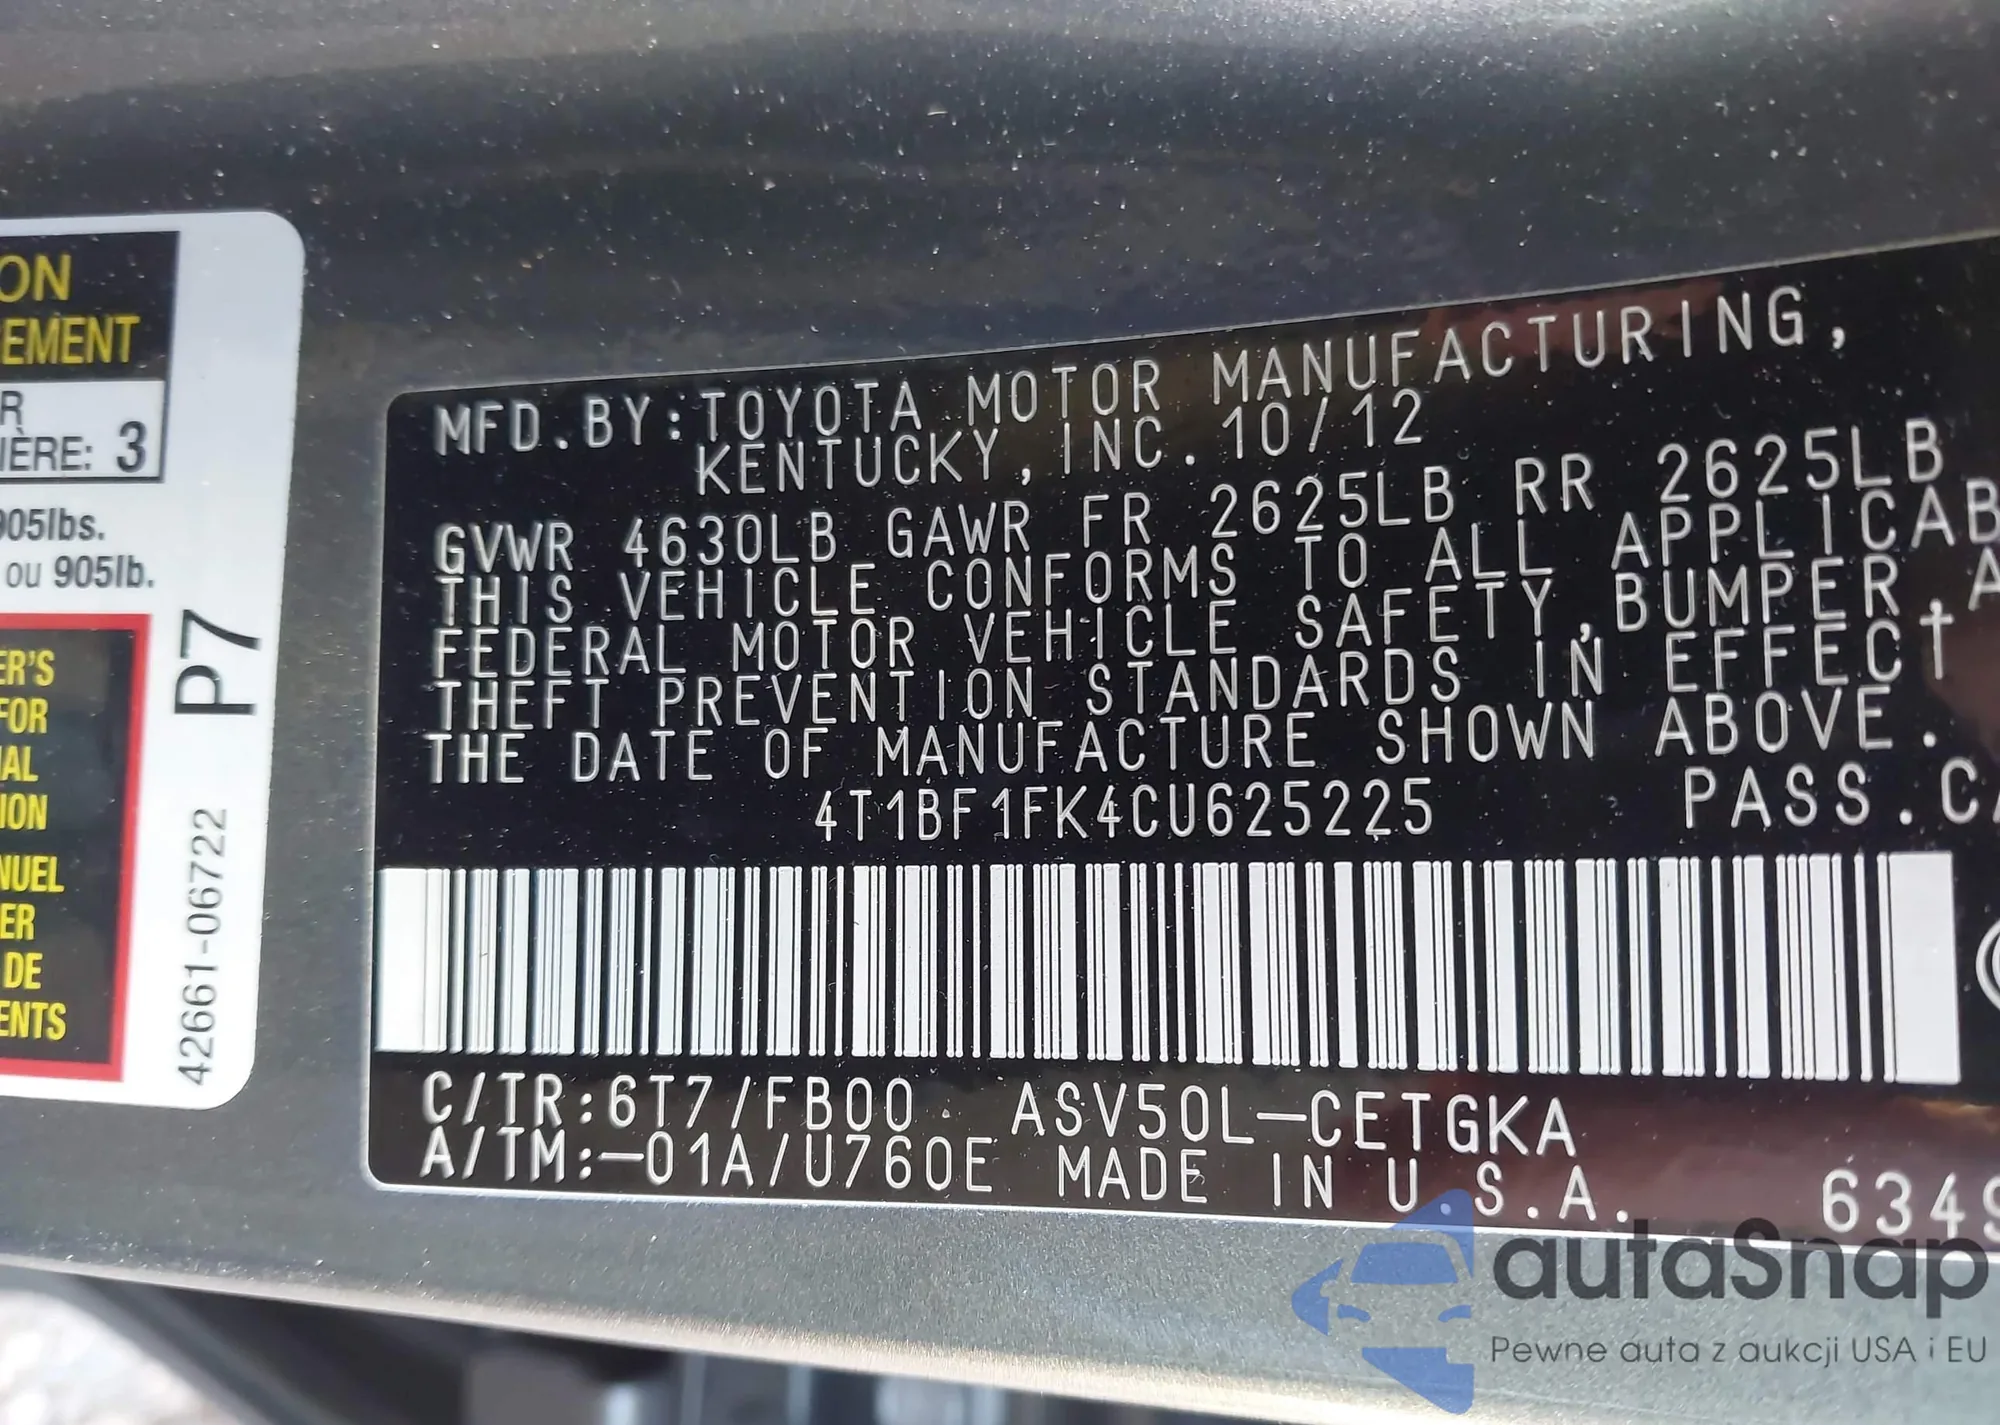 ON
EMENT
R
IÈRE: 3
905lbs.
ou 905lb.
ER'S
FOR
IAL
ION
NUEL
ER
DE
ENTS
P7
42661-06722
MFD.BY:TOYOTA MOTOR MANUFACTURING,
KENTUCKY,INC.10/12
GVWR 4630LB GAWR FR 2625LB RR 2625LB
THIS VEHICLE CONFORMS TO ALL APPLICAB
FEDERAL MOTOR VEHICLE SAFETY,BUMPER,A
THEFT PREVENTION STANDARDS IN EFFECT
THE DATE OF MANUFACTURE SHOWN ABOVE.
4T1BF1FK4CU625225 PASS.CA
C/TR:6T7/FB00 ASV50L-CETGKA
A/TM:-01A/U760E MADE IN U.S.A.
6349
autaSnap
Pewne auta z aukcji USA i EU